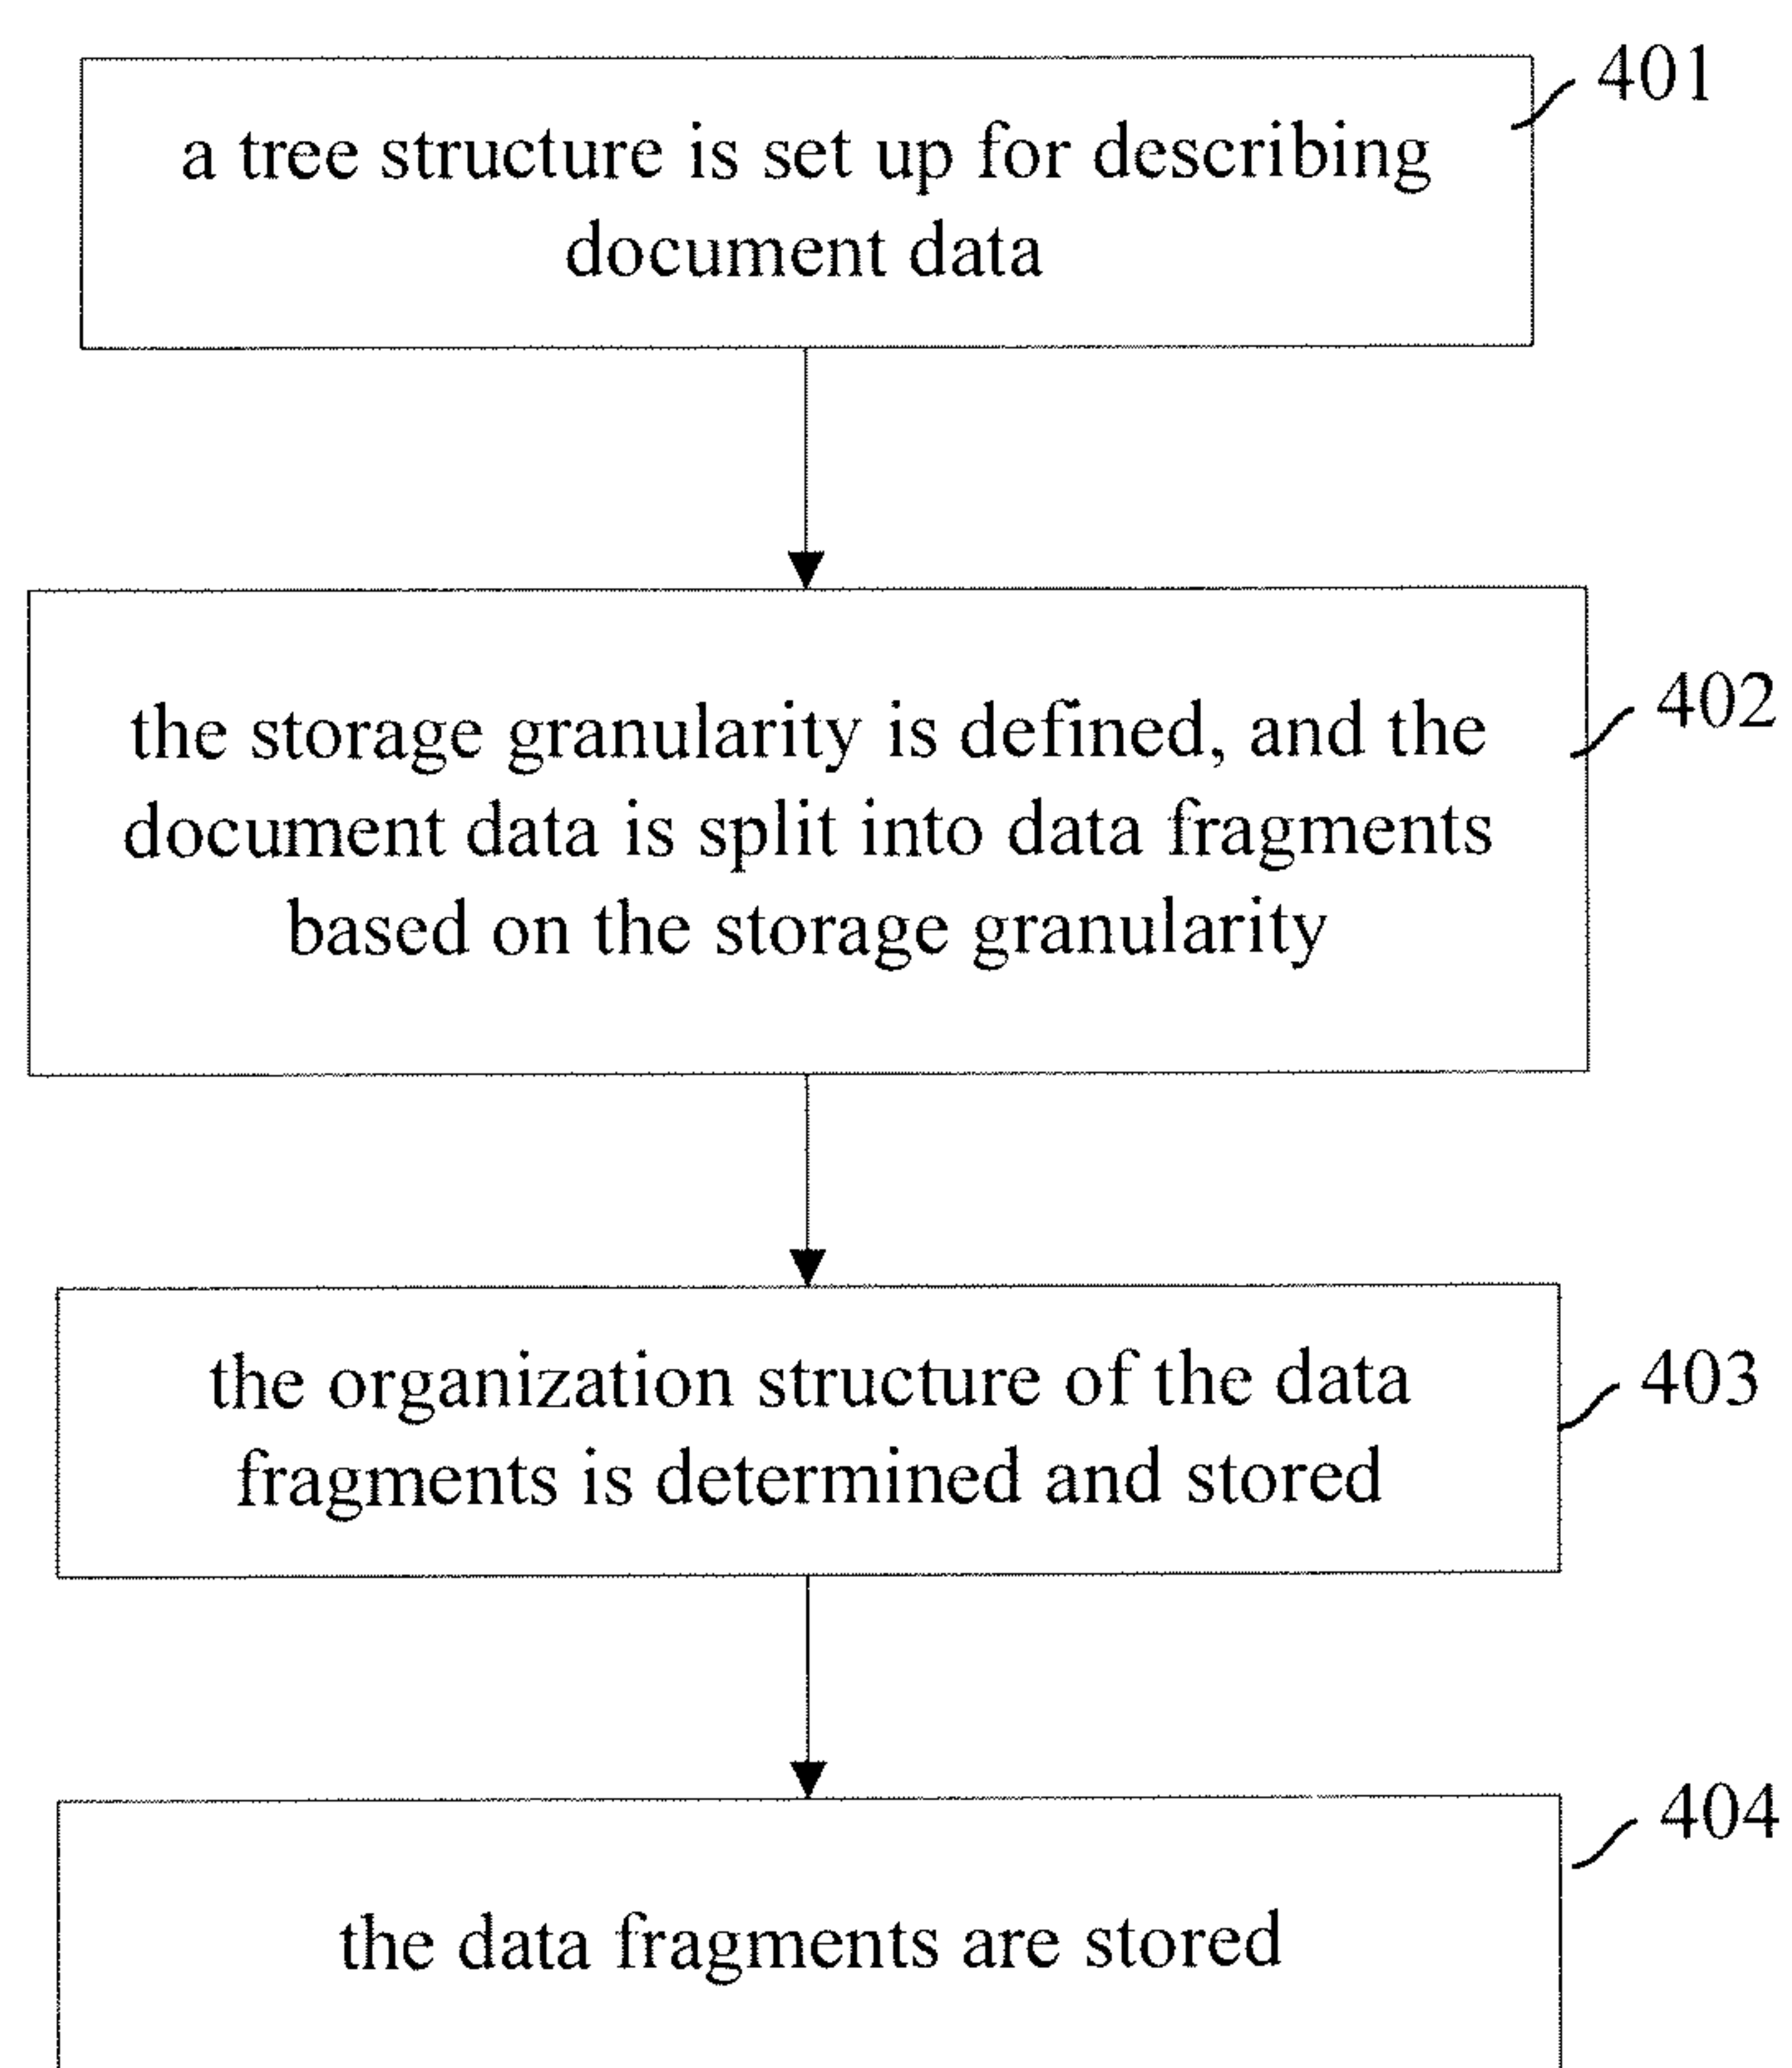 401
a tree structure is set up for describing
document data
402
the storage granularity is defined, and the
document data is split into data fragments
based on the storage granularity
403
the organization structure of the data
fragments is determined and stored
404
the data fragments are stored